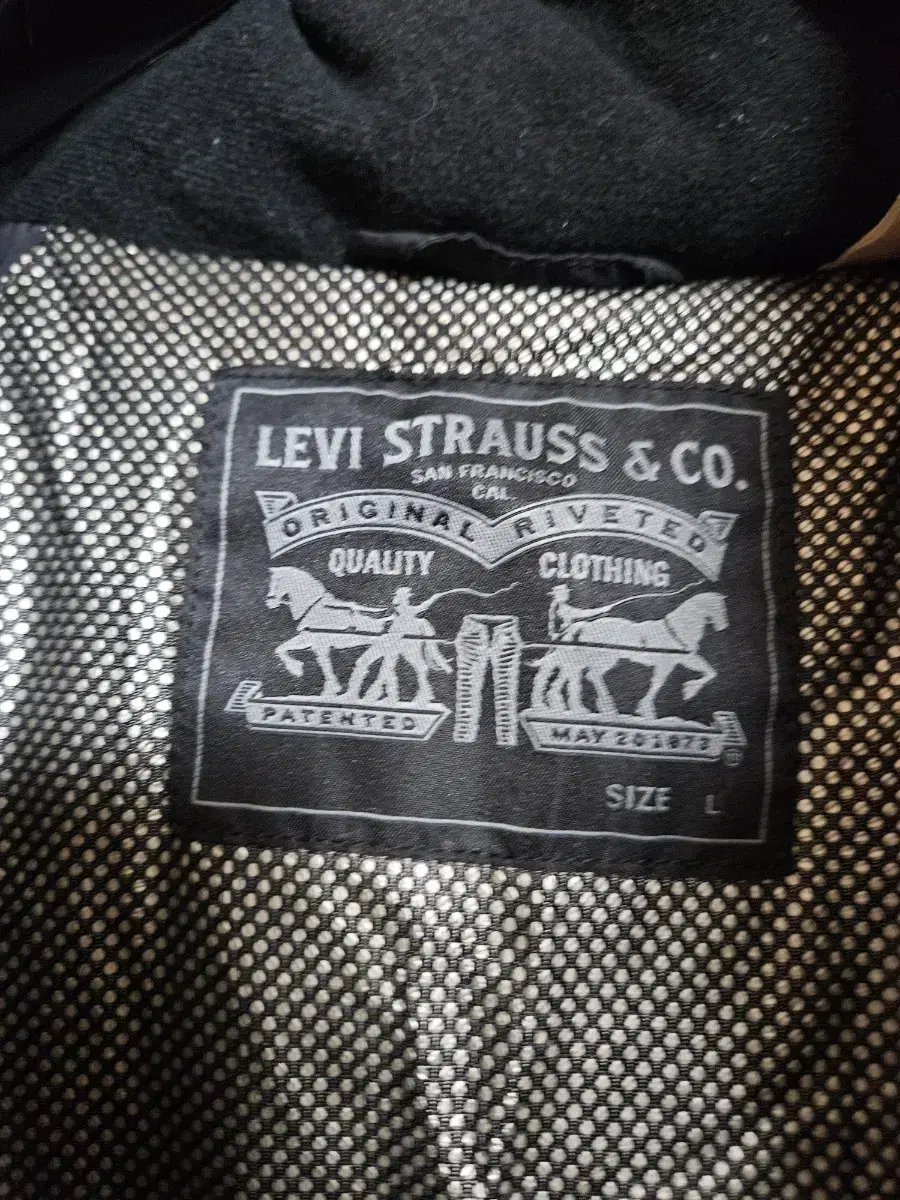 LEVI STRAUSS & CO.
SAN FRANCISCO
CAL.
ORIGINAL RIVETED
QUALITY CLOTHING
PATENTED MAY 20 1873
®
SIZE L